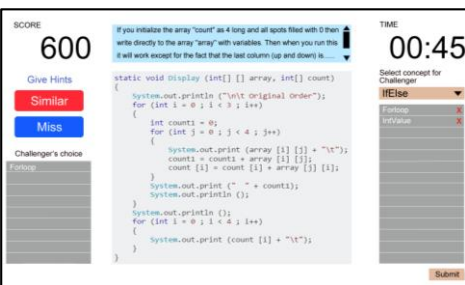 SCORE
600
Give Hints
Similar
Miss
Challenger's choice
Forloop
If you initialize the array "count" as 4 long and all spots filled with 0 then
write directly to the array "array" with variables. Then when you run this
it will work except for the fact that the last column (up and down) is.....
static void Display (int[] [] array, int[] count)
{
System.out.println ("\n\t Original Order");
for (int i = 0 ; i < 3 ; i++)
{
int count1 = 0;
for (int j = 0 ; j < 4 ; j++)
{
System.out.print (array [i] [j] + "\t");
count1 = count1 + array [i] [j];
count [i] = count [i] + array [j] [i];
}
System.out.print ("  " + count1);
System.out.println ();
}
System.out.println ();
for (int i = 0 ; i < 4 ; i++)
{
System.out.print (count [i] + "\t");
}
}
TIME
00:45
Select concept for
Challenger
IfElse
Forloop X
IntValue X
Submit